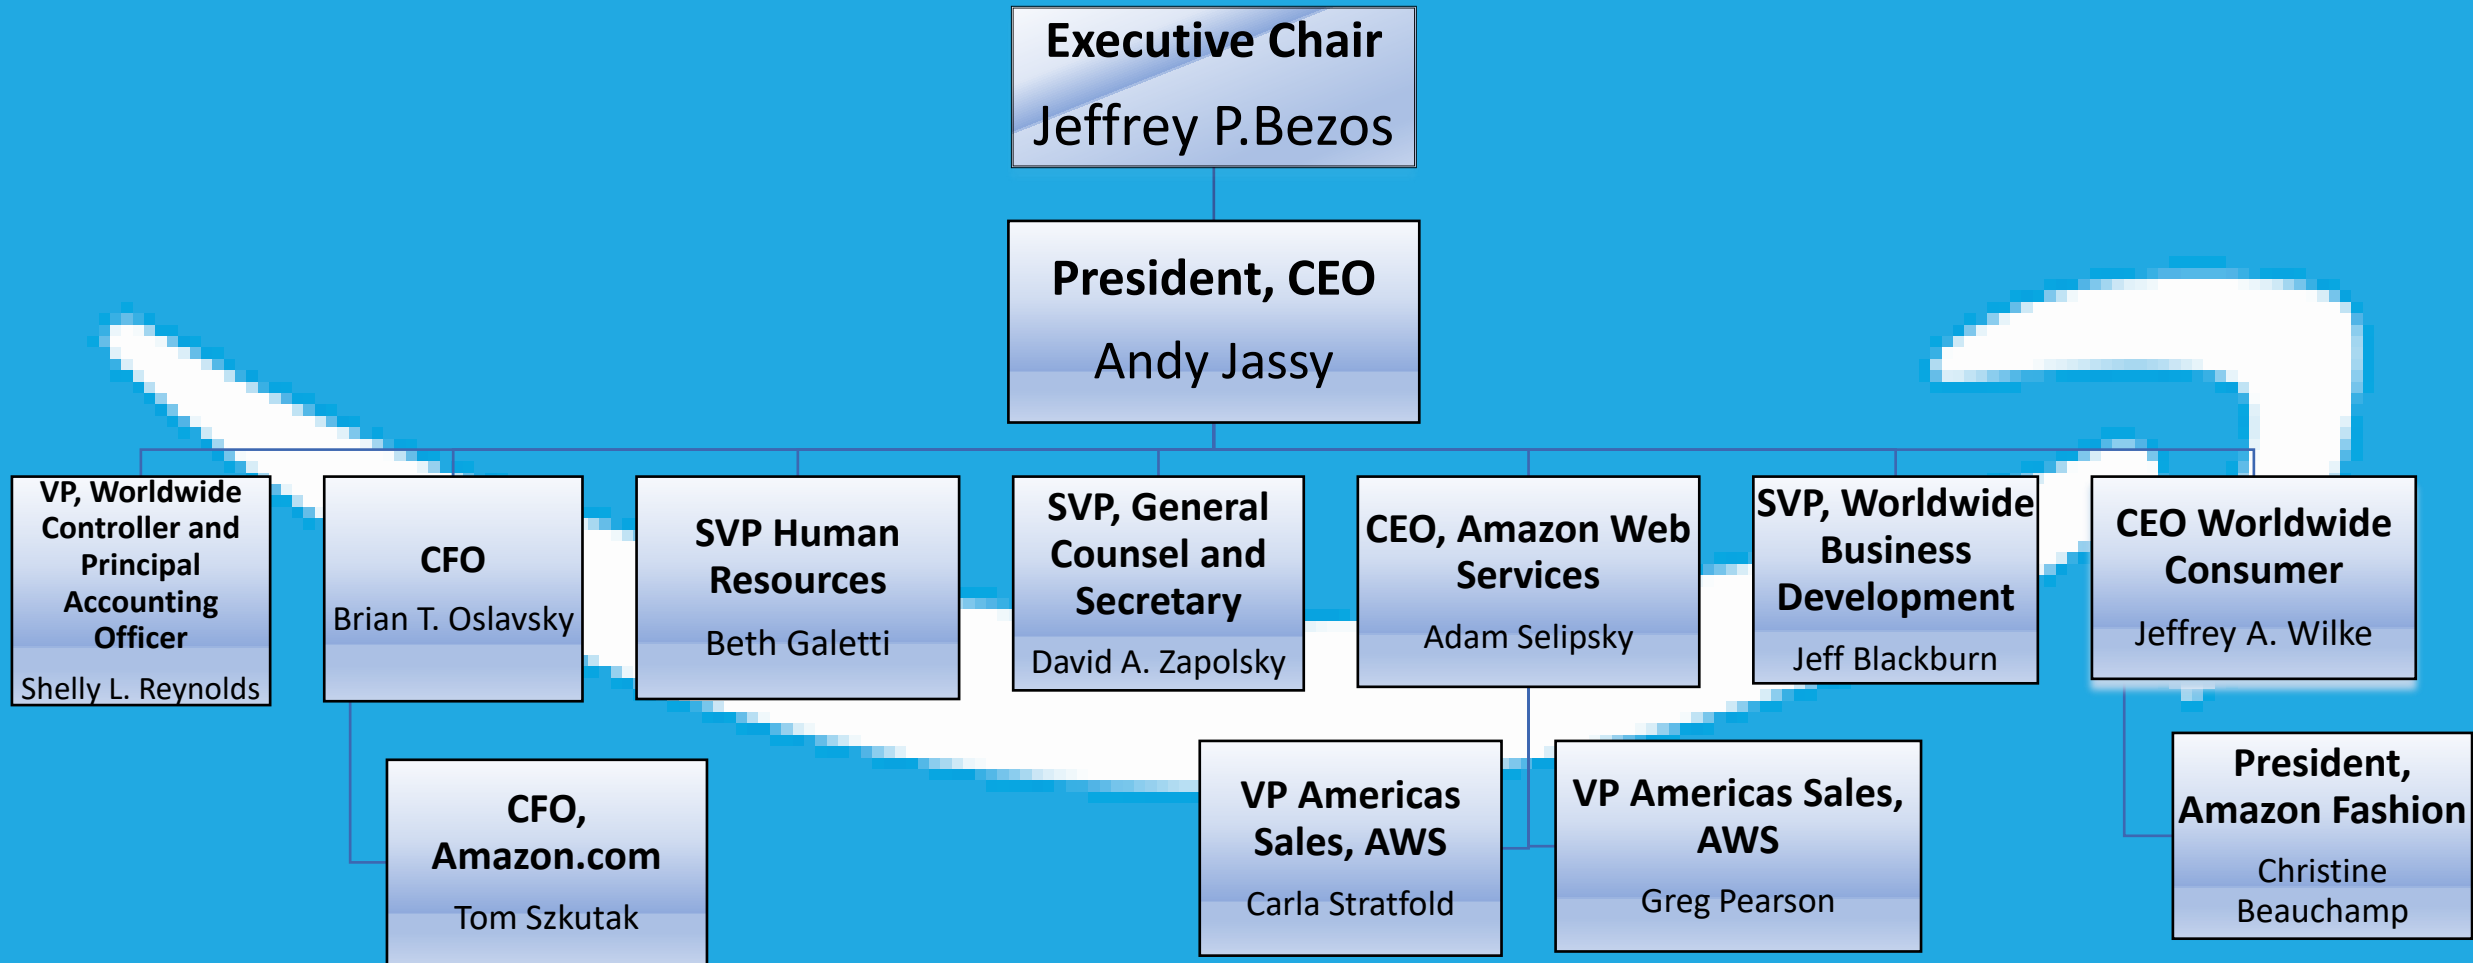 Executive Chair
Jeffrey P.Bezos
President, CEO
Andy Jassy
VP, Worldwide
Controller and
Principal
Accounting
Officer
Shelly L. Reynolds
CFO
Brian T. Oslavsky
SVP Human
Resources
Beth Galetti
SVP, General
Counsel and
Secretary
David A. Zapolsky
CEO, Amazon Web
Services
Adam Selipsky
SVP, Worldwide
Business
Development
Jeff Blackburn
CEO Worldwide
Consumer
Jeffrey A. Wilke
CFO,
Amazon.com
Tom Szkutak
VP Americas
Sales, AWS
Carla Stratfold
VP Americas Sales,
AWS
Greg Pearson
President,
Amazon Fashion
Christine
Beauchamp